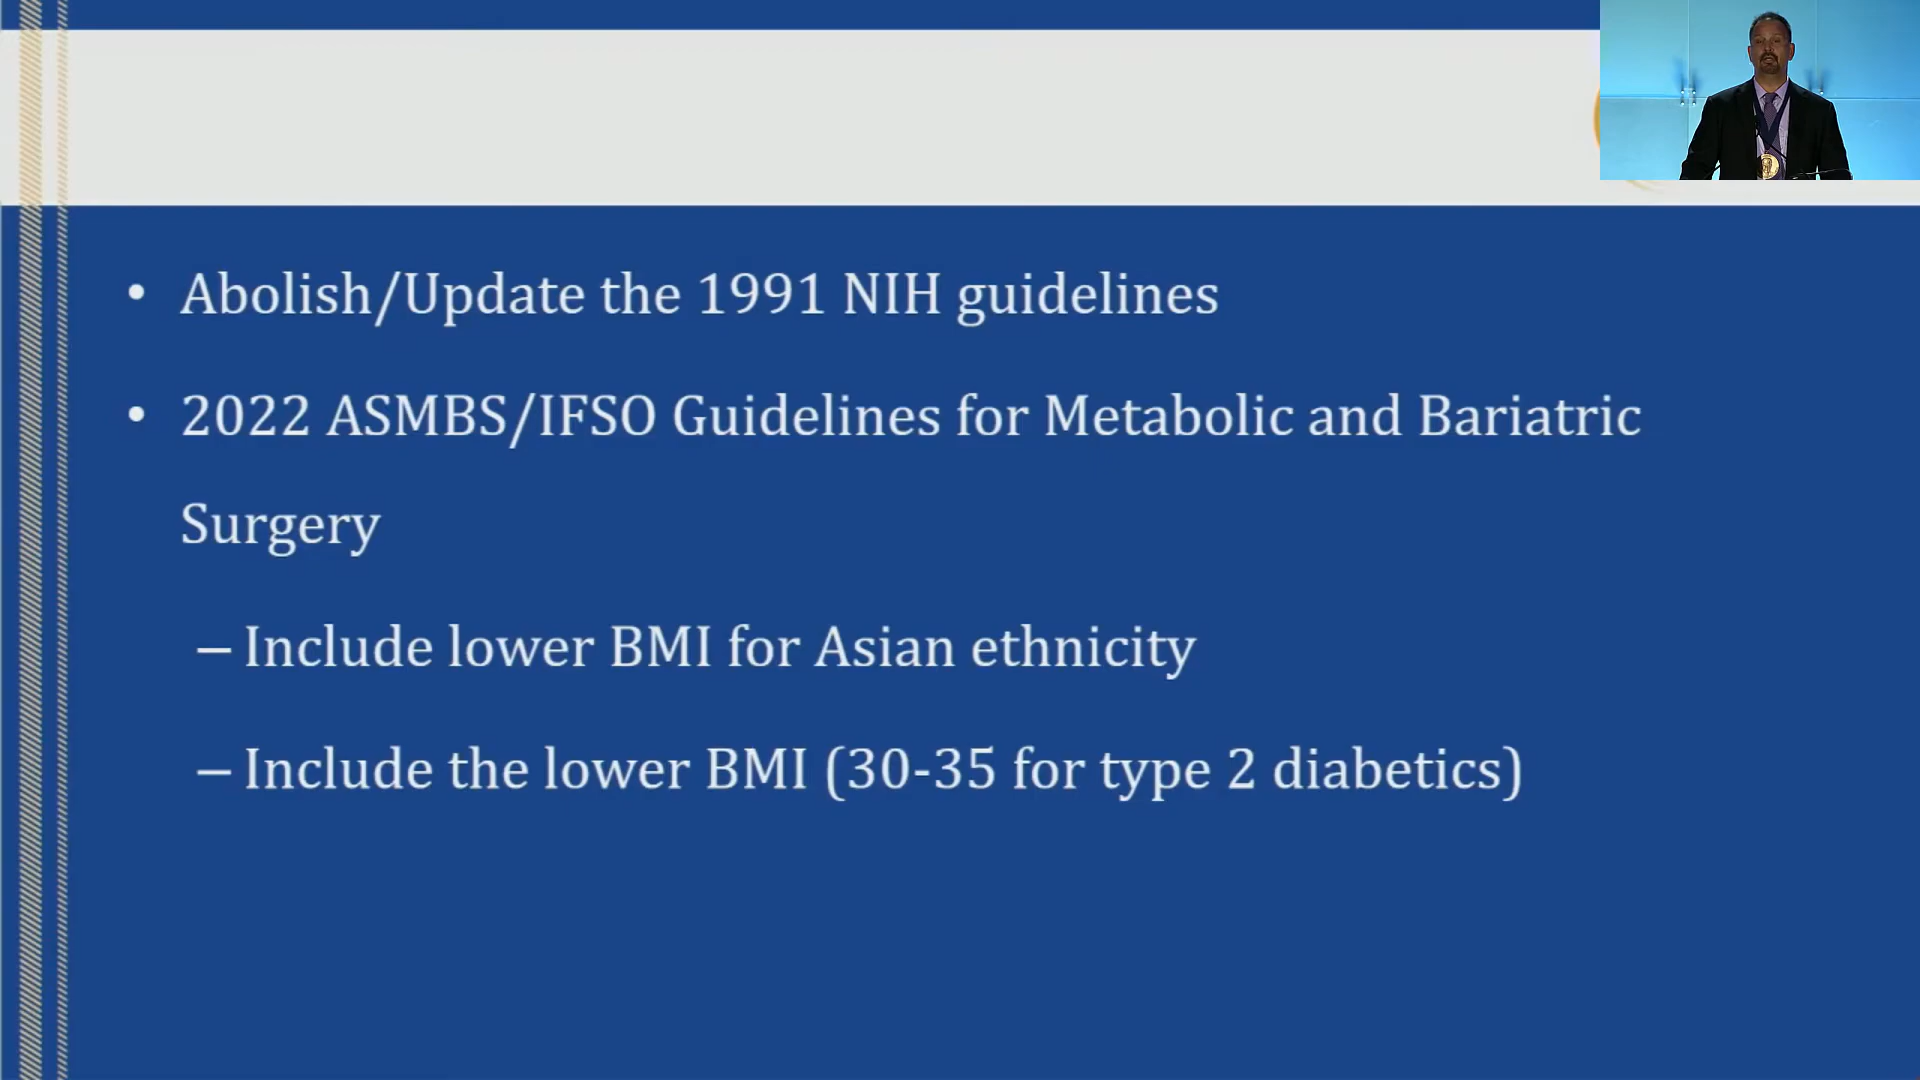 • Abolish/Update the 1991 NIH guidelines
• 2022 ASMBS/IFSO Guidelines for Metabolic and Bariatric
Surgery
– Include lower BMI for Asian ethnicity
– Include the lower BMI (30-35 for type 2 diabetics)